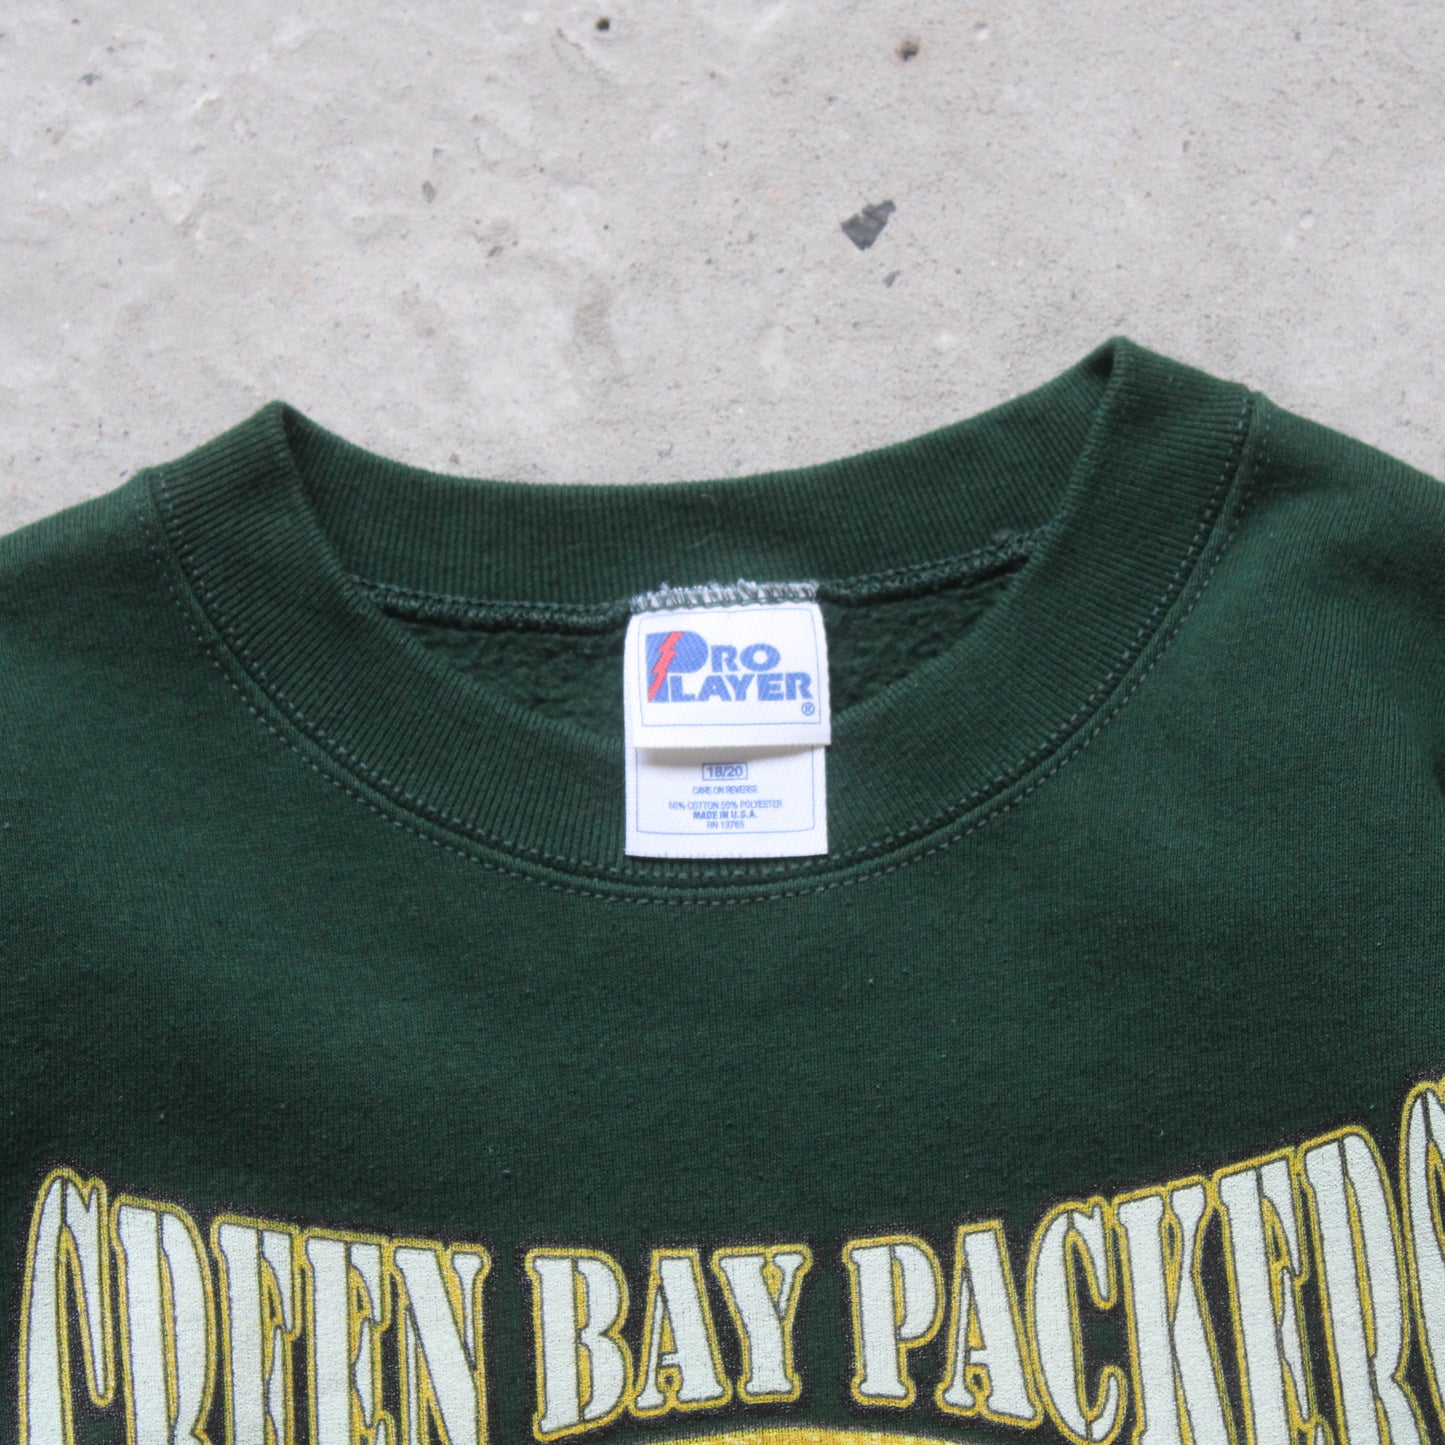 PRO
PLAYER®
18/20
CARE ON REVERSE
50% COTTON 50% POLYESTER
MADE IN U.S.A.
RN 13765
GREEN BAY PACKERS